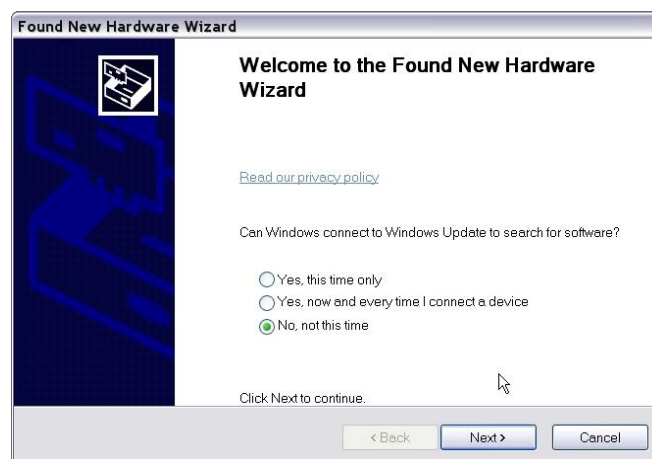 Found New Hardware Wizard
Welcome to the Found New Hardware
Wizard
Read our privacy policy
Can Windows connect to Windows Update to search for software?
Yes, this time only
Yes, now and every time I connect a device
No, not this time
Click Next to continue.
< Back Next > Cancel